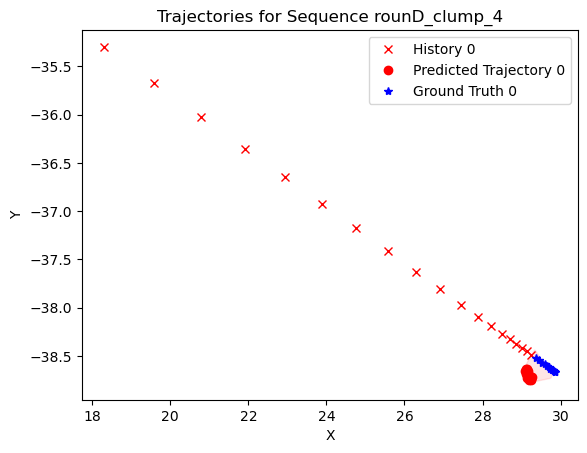 Trajectories for Sequence rounD_clump_4
History 0
Predicted Trajectory 0
Ground Truth 0
−35.5
−36.0
−36.5
−37.0
−37.5
−38.0
−38.5
Y
18 20 22 24 26 28 30
X